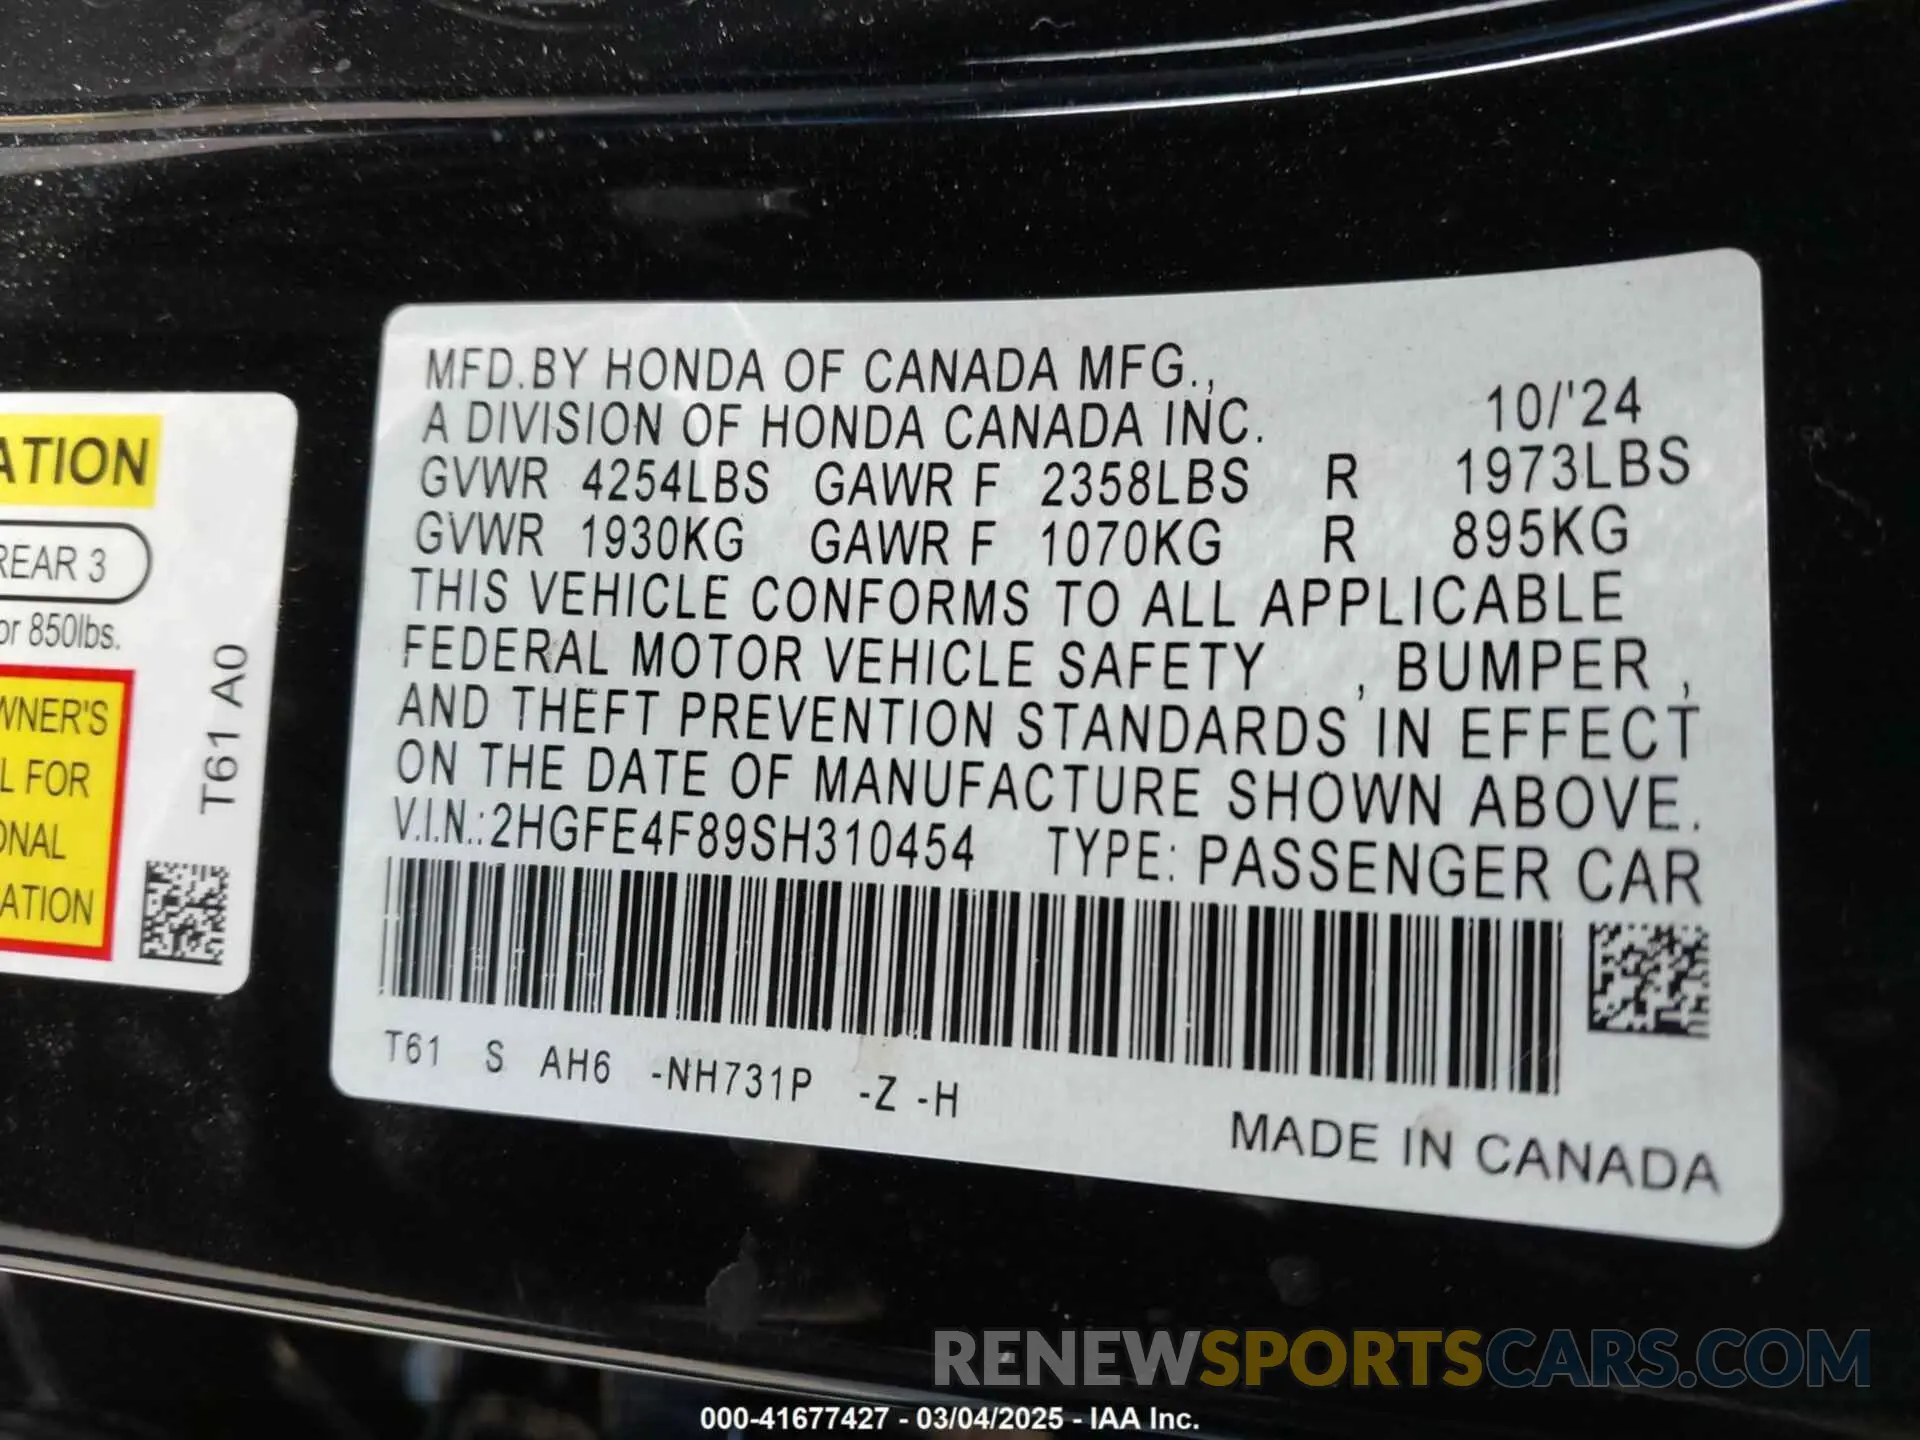 ATION
REAR 3
or 850lbs.
WNER'S
L FOR
ONAL
ATION
T61 A0
MFD.BY HONDA OF CANADA MFG.,
A DIVISION OF HONDA CANADA INC. 10/'24
GVWR 4254LBS GAWR F 2358LBS R 1973LBS
GVWR 1930KG GAWR F 1070KG R 895KG
THIS VEHICLE CONFORMS TO ALL APPLICABLE
FEDERAL MOTOR VEHICLE SAFETY , BUMPER ,
AND THEFT PREVENTION STANDARDS IN EFFECT
ON THE DATE OF MANUFACTURE SHOWN ABOVE.
V.I.N.:2HGFE4F89SH310454 TYPE: PASSENGER CAR
T61 S AH6 -NH731P -Z -H
MADE IN CANADA
RENEWSPORTSCARS.COM
000-41677427 - 03/04/2025 - IAA Inc.